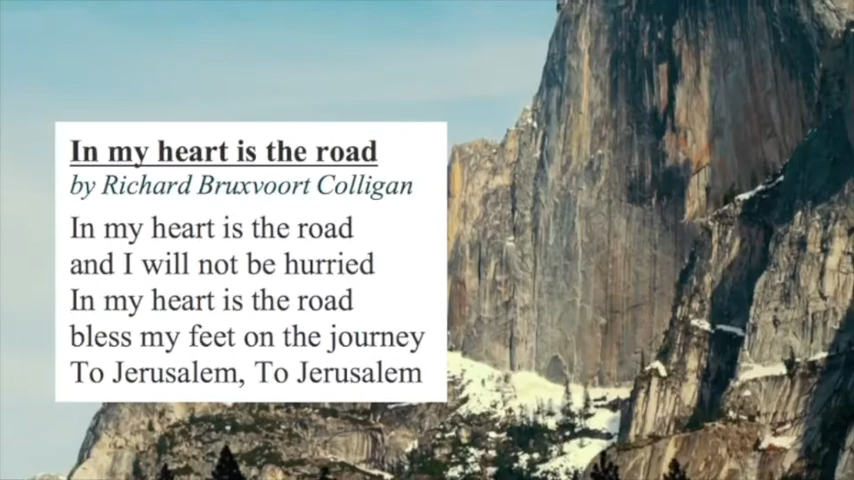 In my heart is the road
by Richard Bruxvoort Colligan
In my heart is the road
and I will not be hurried
In my heart is the road
bless my feet on the journey
To Jerusalem, To Jerusalem